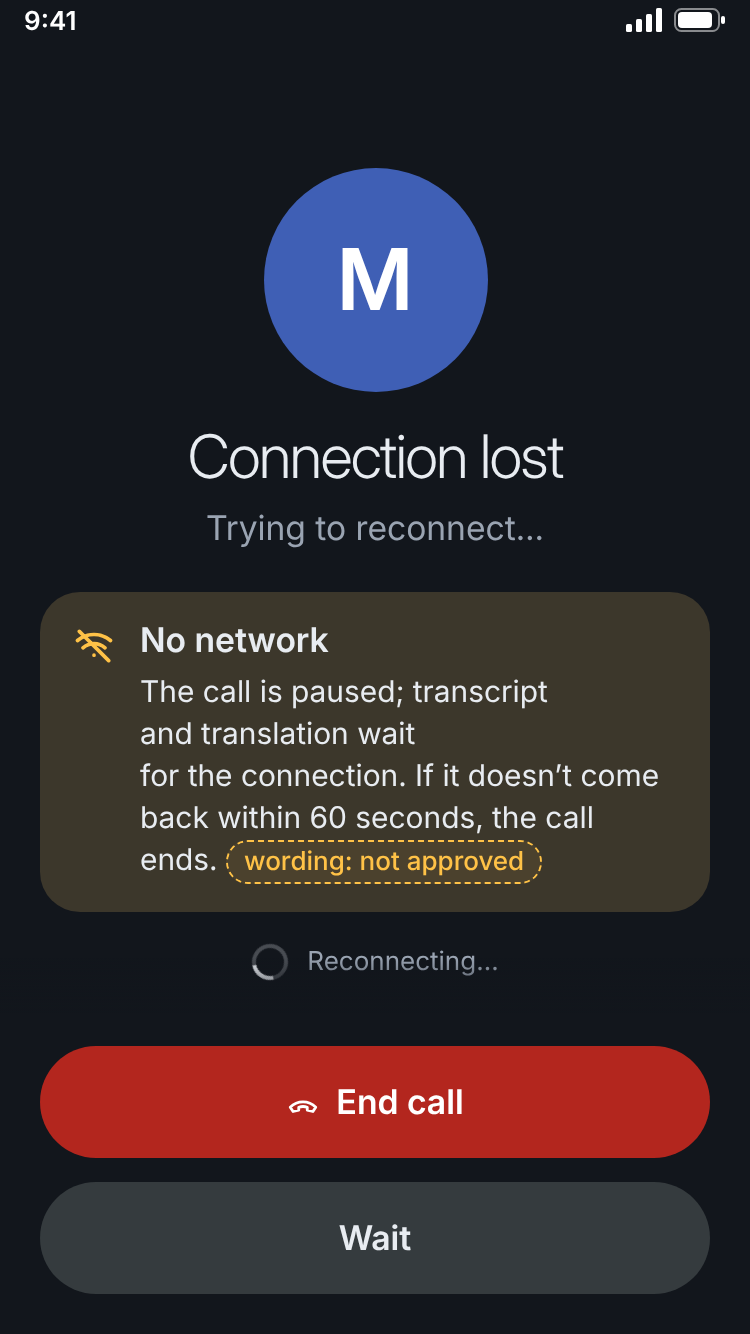 9:41
M
Connection lost
Trying to reconnect...
No network
The call is paused; transcript
and translation wait
for the connection. If it doesn’t come
back within 60 seconds, the call
ends. wording: not approved
Reconnecting...
End call
Wait